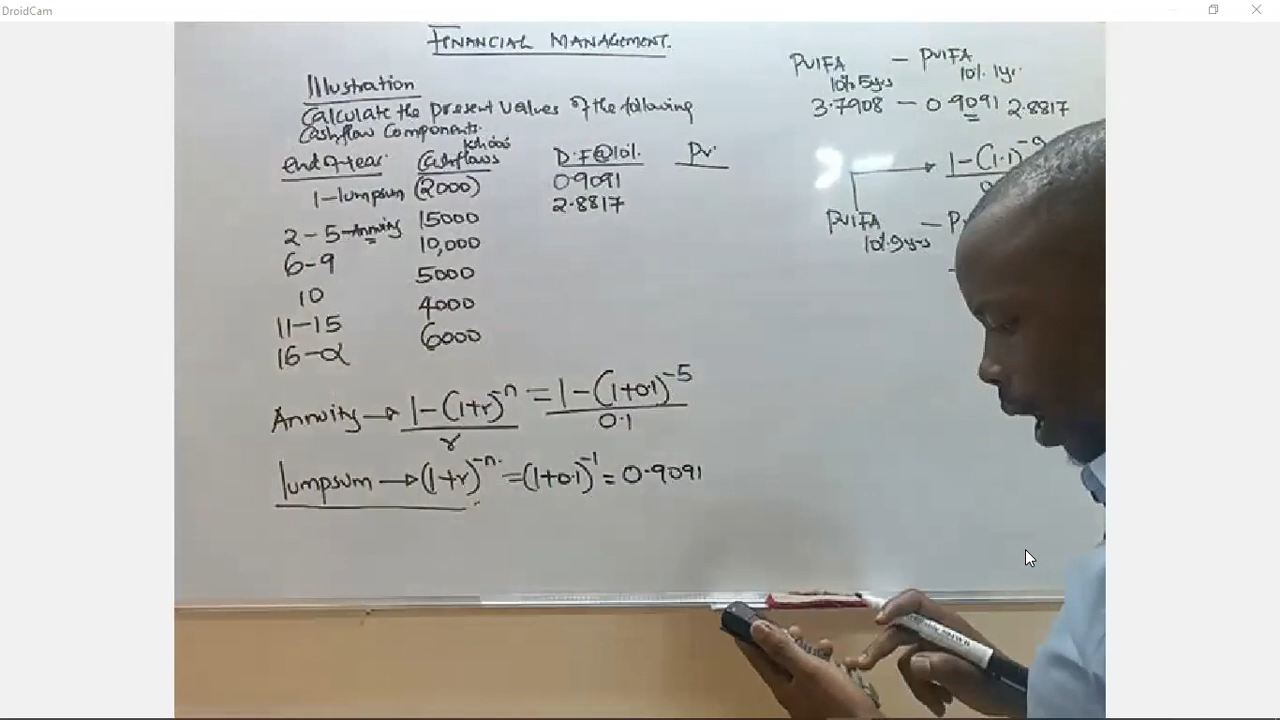 DroidCam
FINANCIAL MANAGEMENT.
Illustration
Calculate the present values of the following
Cashflow Components.
Ksh 000
end of year. Cashflows D.F@10%. PV.
1-lumpsum (2000) 0.9091
2-5-Annuity 15000 2.8817
6-9 10,000
10 5000
11-15 4000
16-α 6000
Annuity → 1-(1+r)^-n / r = 1-(1+0.1)^-5 / 0.1
lumpsum → (1+r)^-n. = (1+0.1)^-1 = 0.9091
PVIFA - PVIFA
10% 5yrs 10%. 1yr.
3.7908 - 0.9091 2.8817
1-(1.1)^-9
PVIFA - P
10%.9yrs